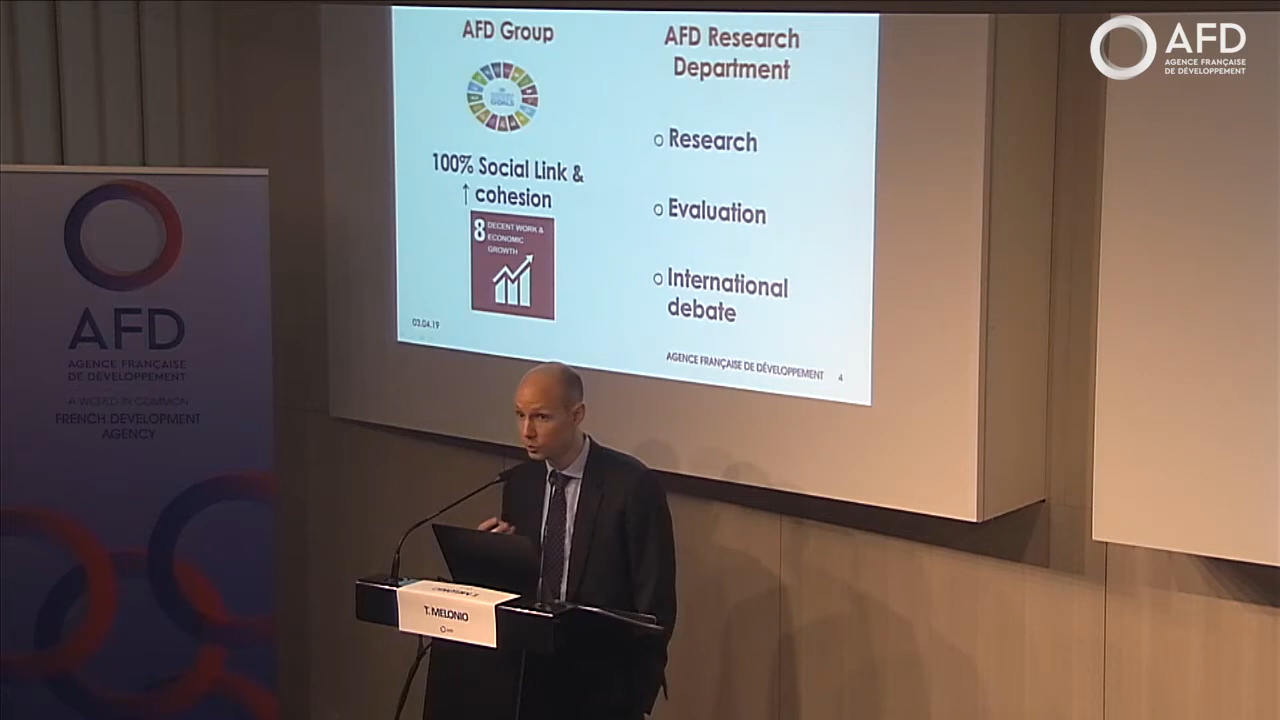 AFD Group
GOALS
100% Social Link &
↑ cohesion
8 DECENT WORK &
ECONOMIC
GROWTH
03.04.19
AFD Research
Department
○ Research
○ Evaluation
○ International
debate
AGENCE FRANÇAISE DE DÉVELOPPEMENT 4
AFD
AGENCE FRANÇAISE
DE DÉVELOPPEMENT
AFD
AGENCE FRANÇAISE
DE DÉVELOPPEMENT
A WORLD IN COMMON
FRENCH DEVELOPMENT
AGENCY
T. MELONIO